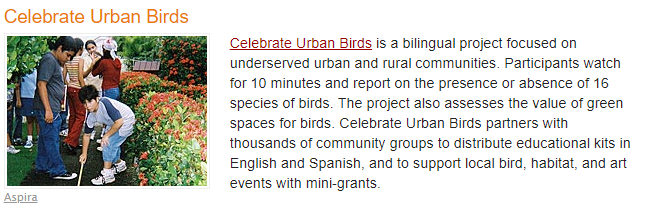 Celebrate Urban Birds
Celebrate Urban Birds is a bilingual project focused on
underserved urban and rural communities. Participants watch
for 10 minutes and report on the presence or absence of 16
species of birds. The project also assesses the value of green
spaces for birds. Celebrate Urban Birds partners with
thousands of community groups to distribute educational kits in
English and Spanish, and to support local bird, habitat, and art
events with mini-grants.
Aspira